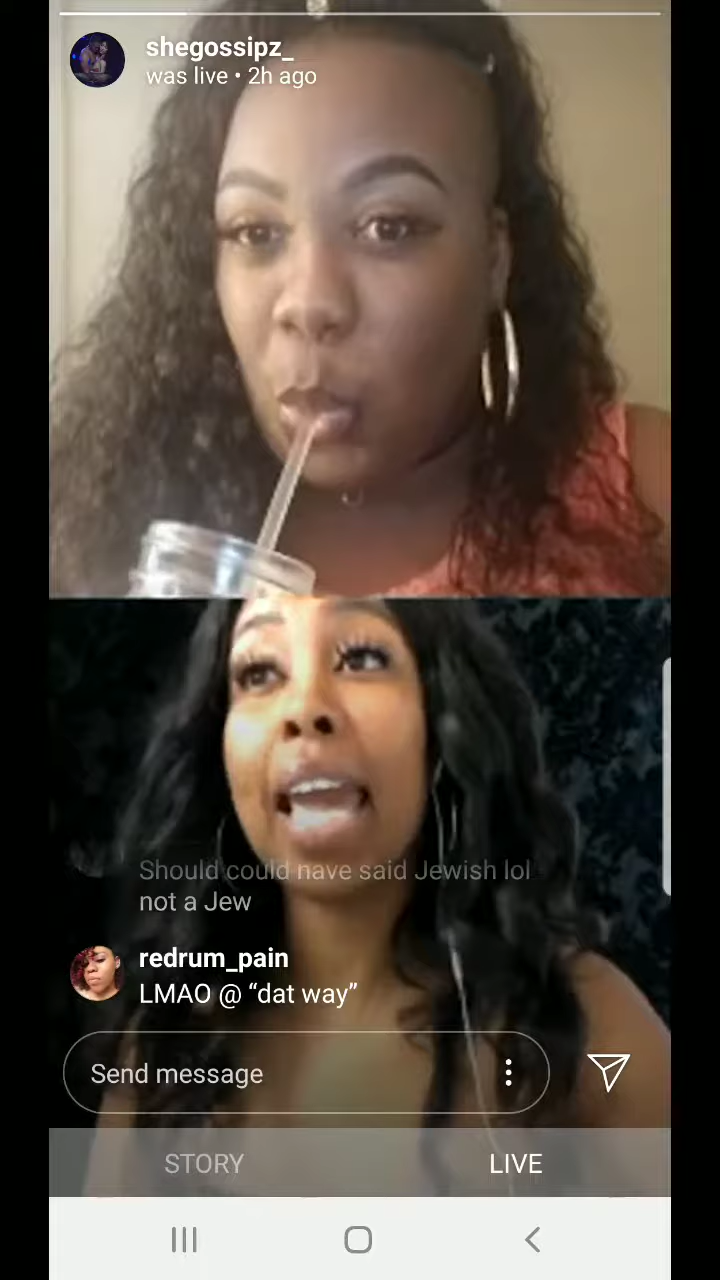 shegossipz_
was live • 2h ago
Should could have said Jewish lol
not a Jew
redrum_pain
LMAO @ “dat way”
Send message
STORY
LIVE